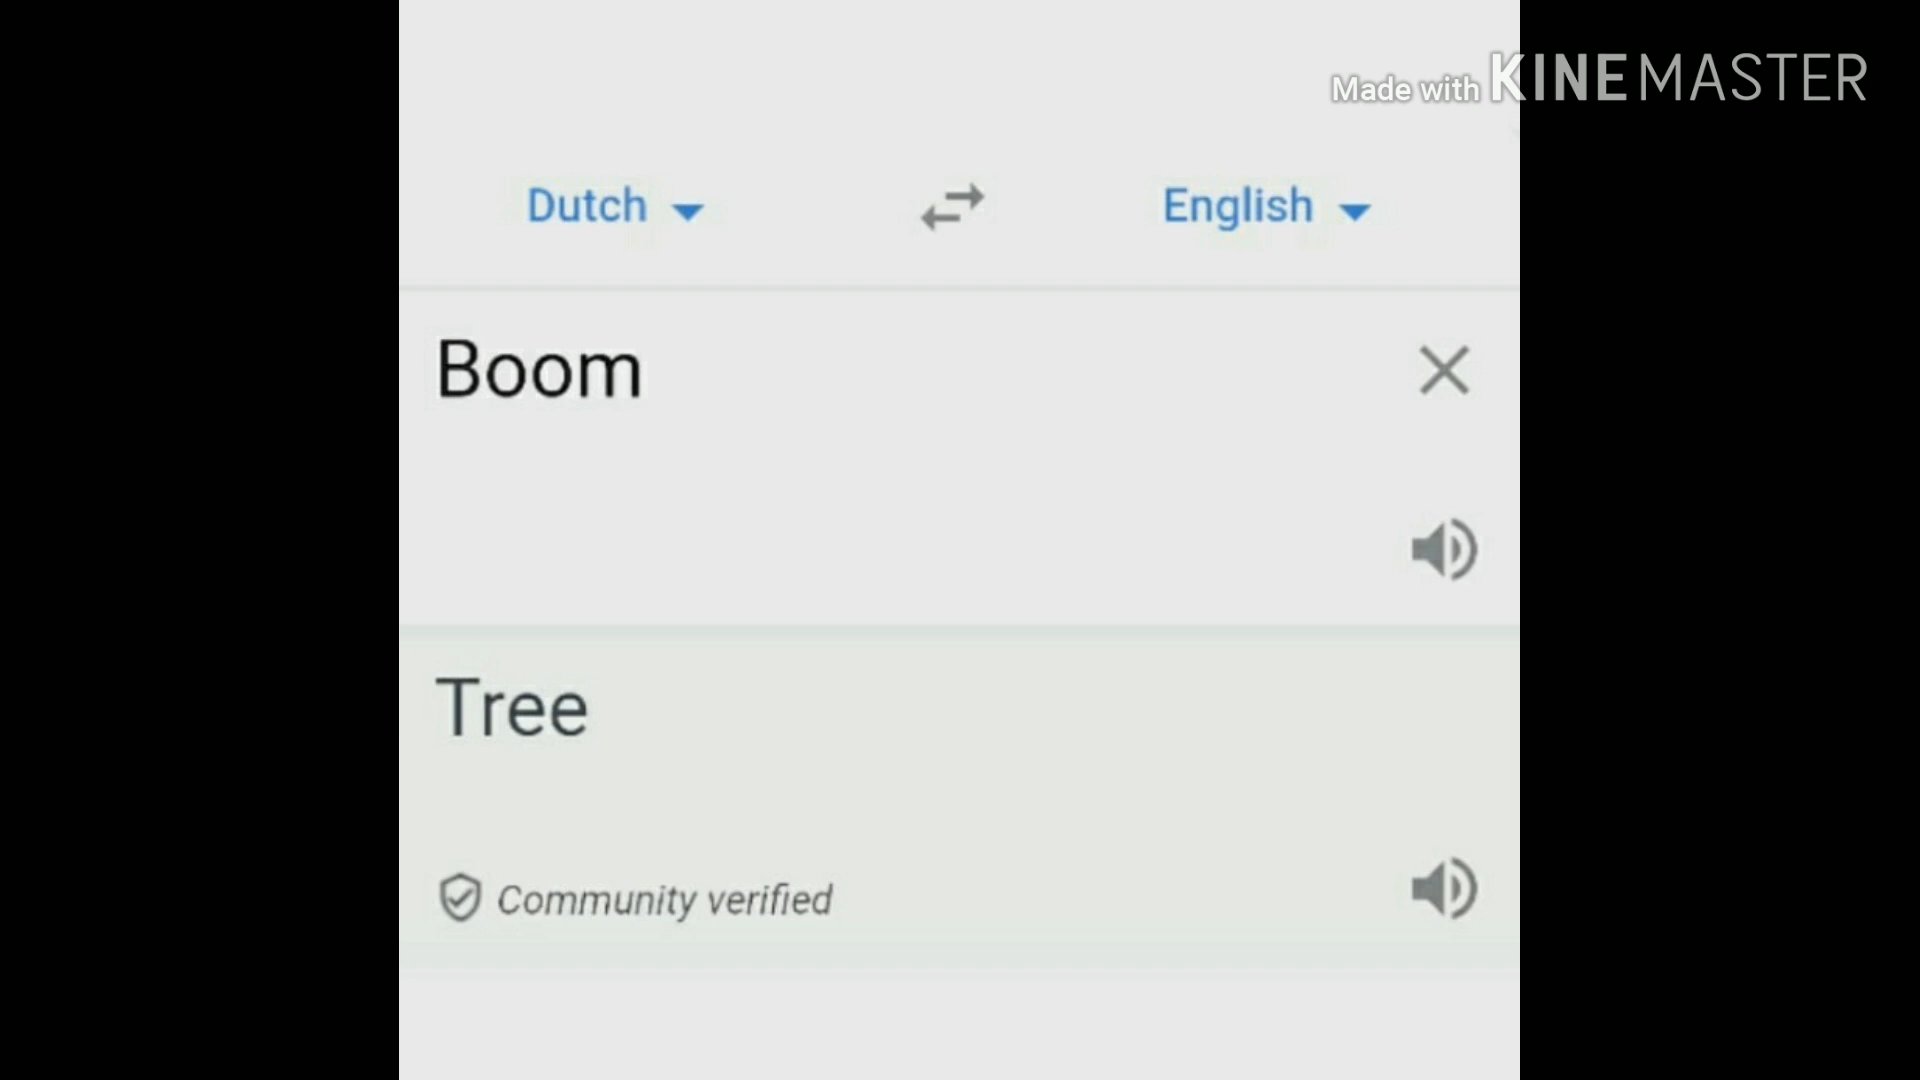 Made with KINEMASTER
Dutch English
Boom
Tree
Community verified